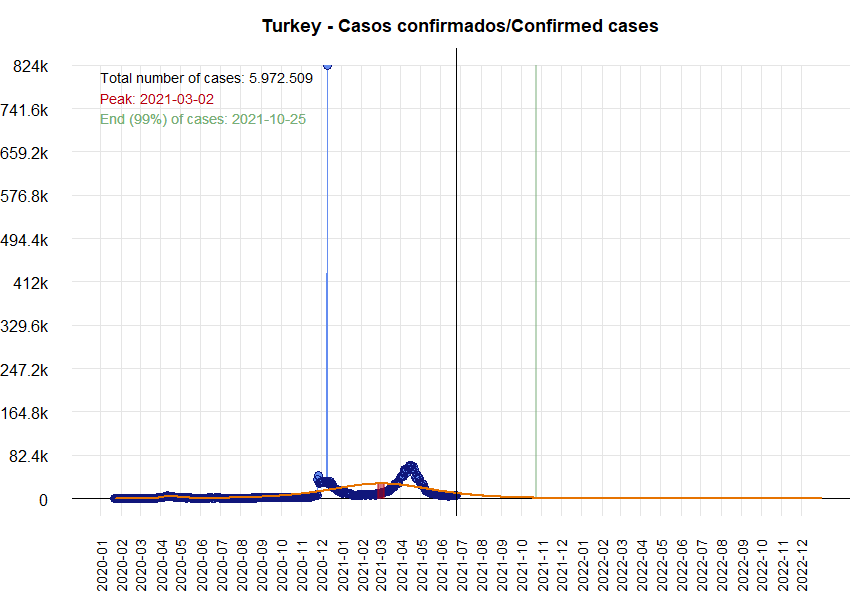 Turkey - Casos confirmados/Confirmed cases
824k
741.6k
659.2k
576.8k
494.4k
412k
329.6k
247.2k
164.8k
82.4k
0
Total number of cases: 5.972.509
Peak: 2021-03-02
End (99%) of cases: 2021-10-25
2020-01
2020-02
2020-03
2020-04
2020-05
2020-06
2020-07
2020-08
2020-09
2020-10
2020-11
2020-12
2021-01
2021-02
2021-03
2021-04
2021-05
2021-06
2021-07
2021-08
2021-09
2021-10
2021-11
2021-12
2022-01
2022-02
2022-03
2022-04
2022-05
2022-06
2022-07
2022-08
2022-09
2022-10
2022-11
2022-12